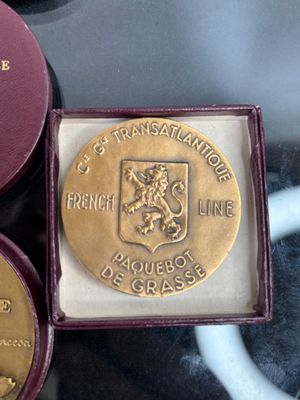 Cie Gle TRANSATLANTIQUE
FRENCH LINE
PAQUEBOT
DE GRASSE